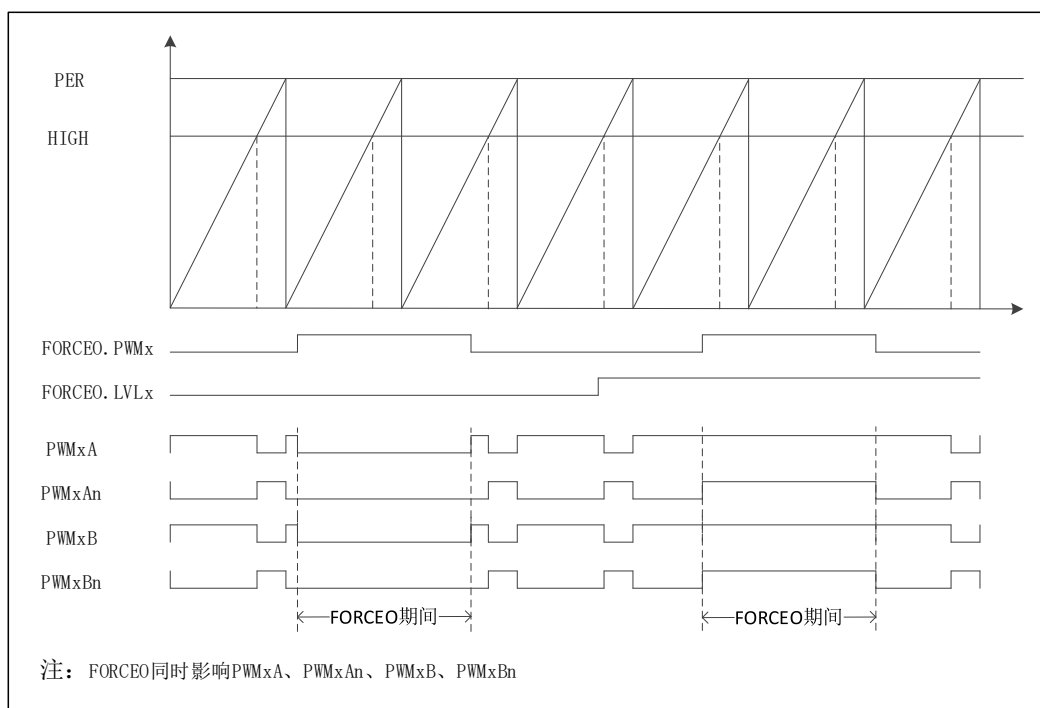 PER
HIGH
FORCEO.PWMx
FORCEO.LVLx
PWMxA
PWMxAn
PWMxB
PWMxBn
FORCEO期间
FORCEO期间
注：FORCEO同时影响PWMxA、PWMxAn、PWMxB、PWMxBn